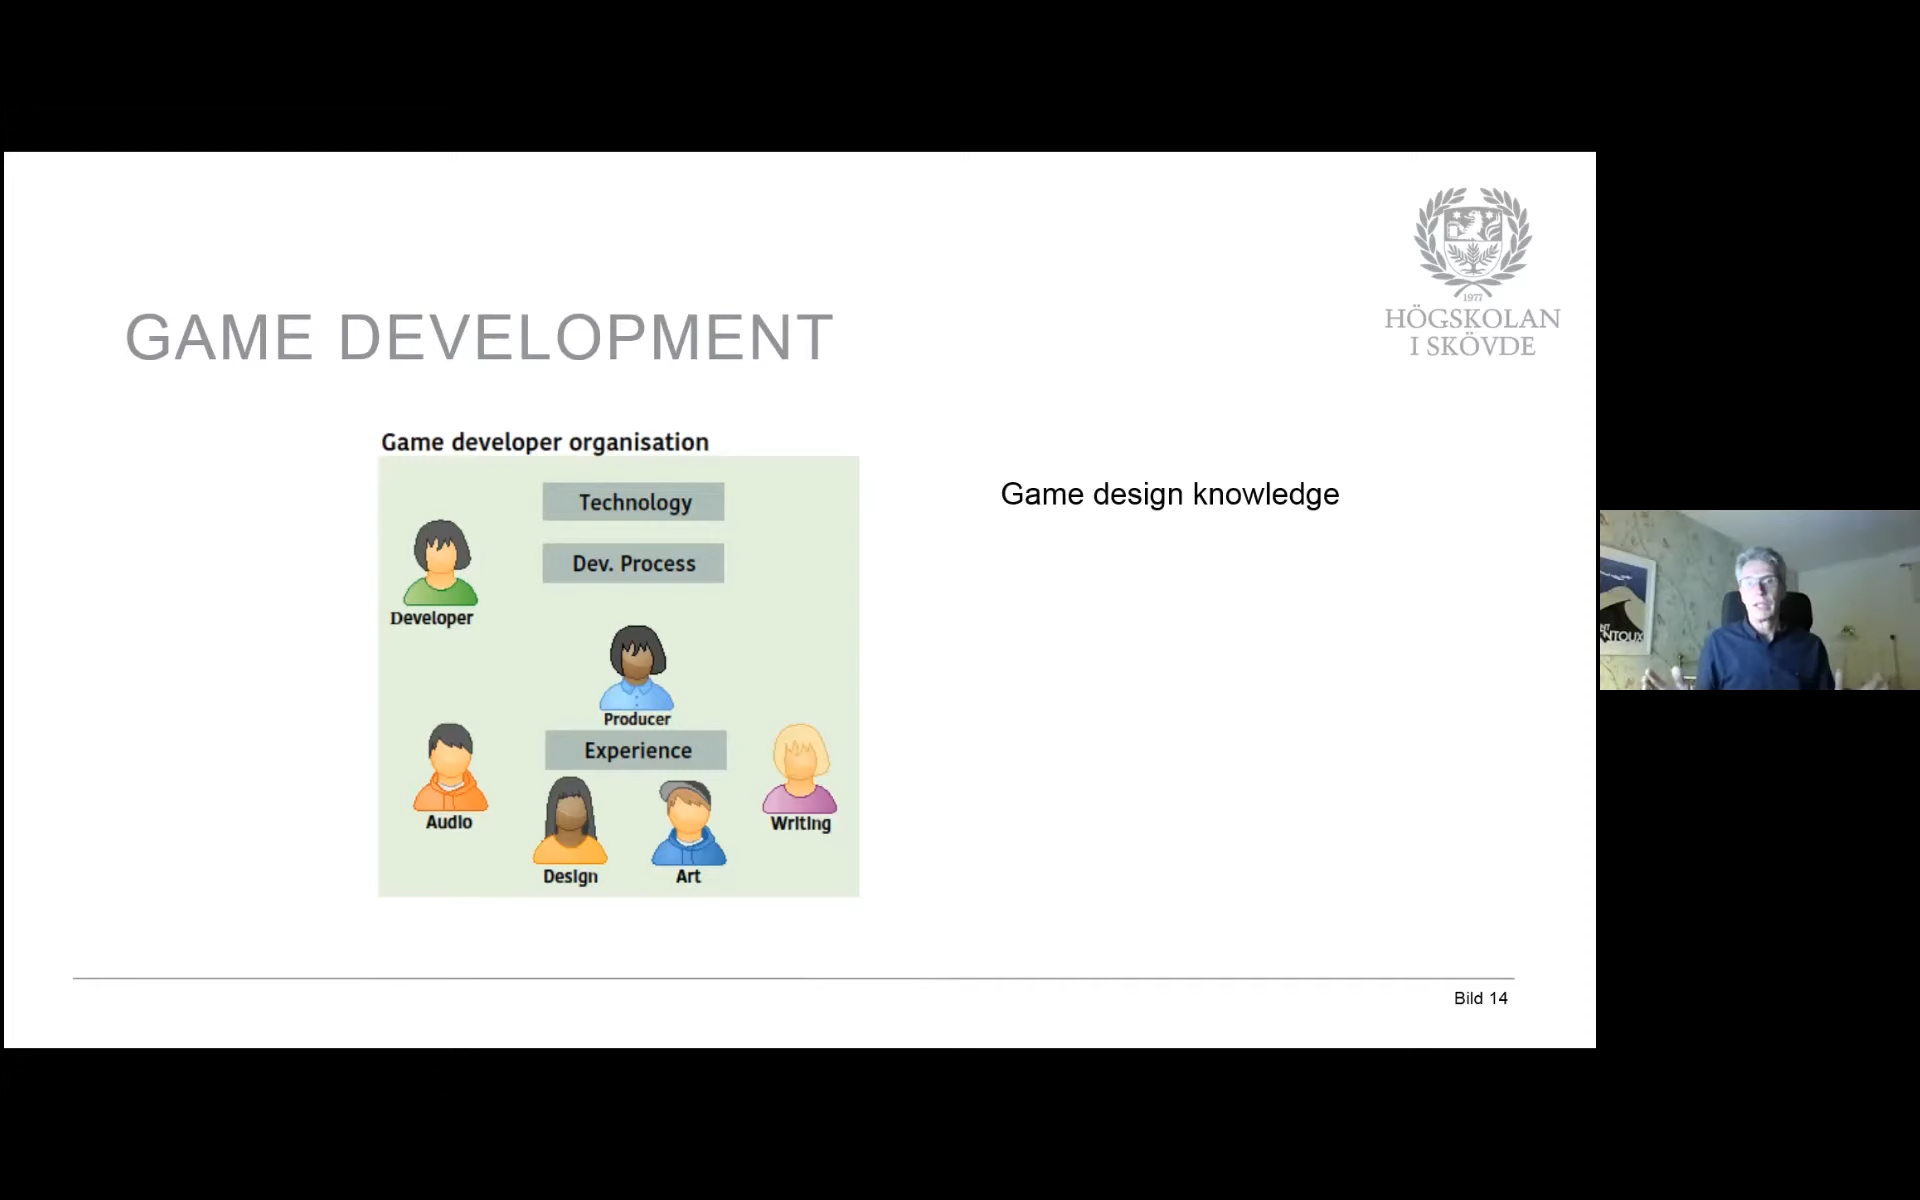 1977
HÖGSKOLAN
I SKÖVDE
GAME DEVELOPMENT
Game developer organisation
Technology
Dev. Process
Developer
Producer
Experience
Audio
Writing
Design
Art
Game design knowledge
Bild 14